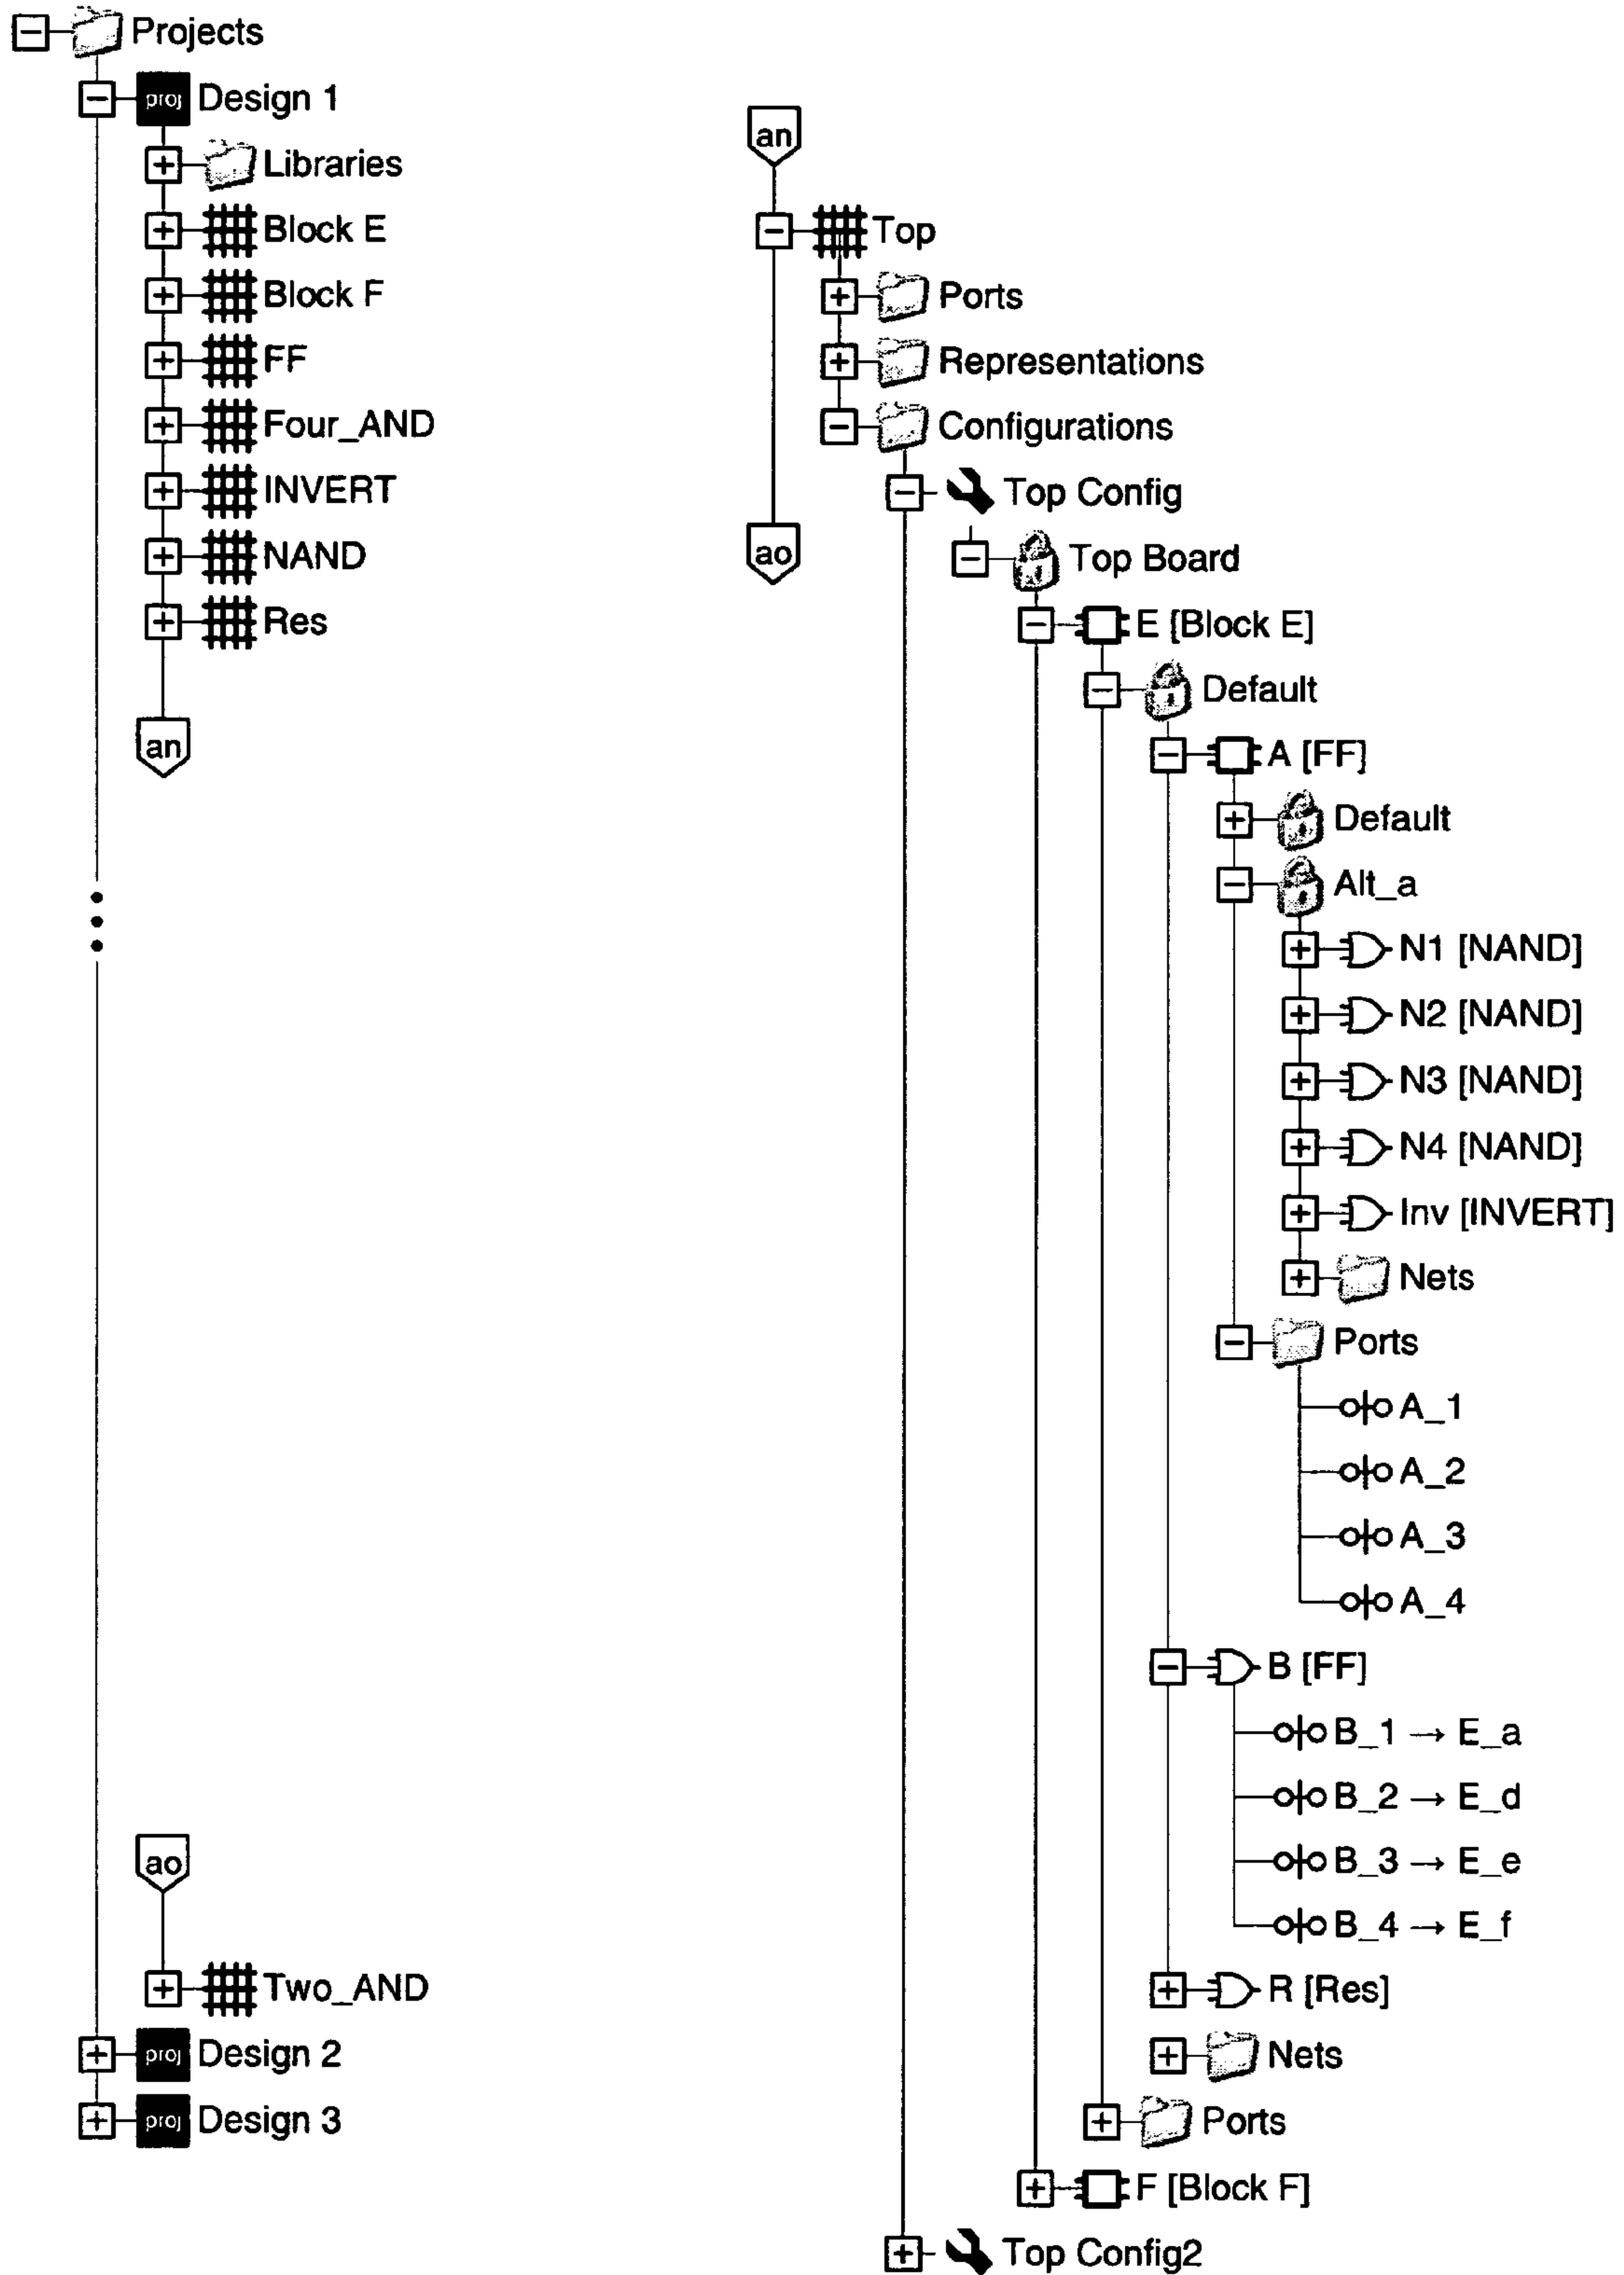 Projects
proj Design 1
Libraries
Block E
Block F
FF
Four_AND
INVERT
NAND
Res
an
ao
Two_AND
proj Design 2
proj Design 3
an
Top
Ports
Representations
Configurations
Top Config
ao
Top Board
E [Block E]
Default
A [FF]
Default
Alt_a
N1 [NAND]
N2 [NAND]
N3 [NAND]
N4 [NAND]
Inv [INVERT]
Nets
Ports
A_1
A_2
A_3
A_4
B [FF]
B_1 → E_a
B_2 → E_d
B_3 → E_e
B_4 → E_f
R [Res]
Nets
Ports
F [Block F]
Top Config2